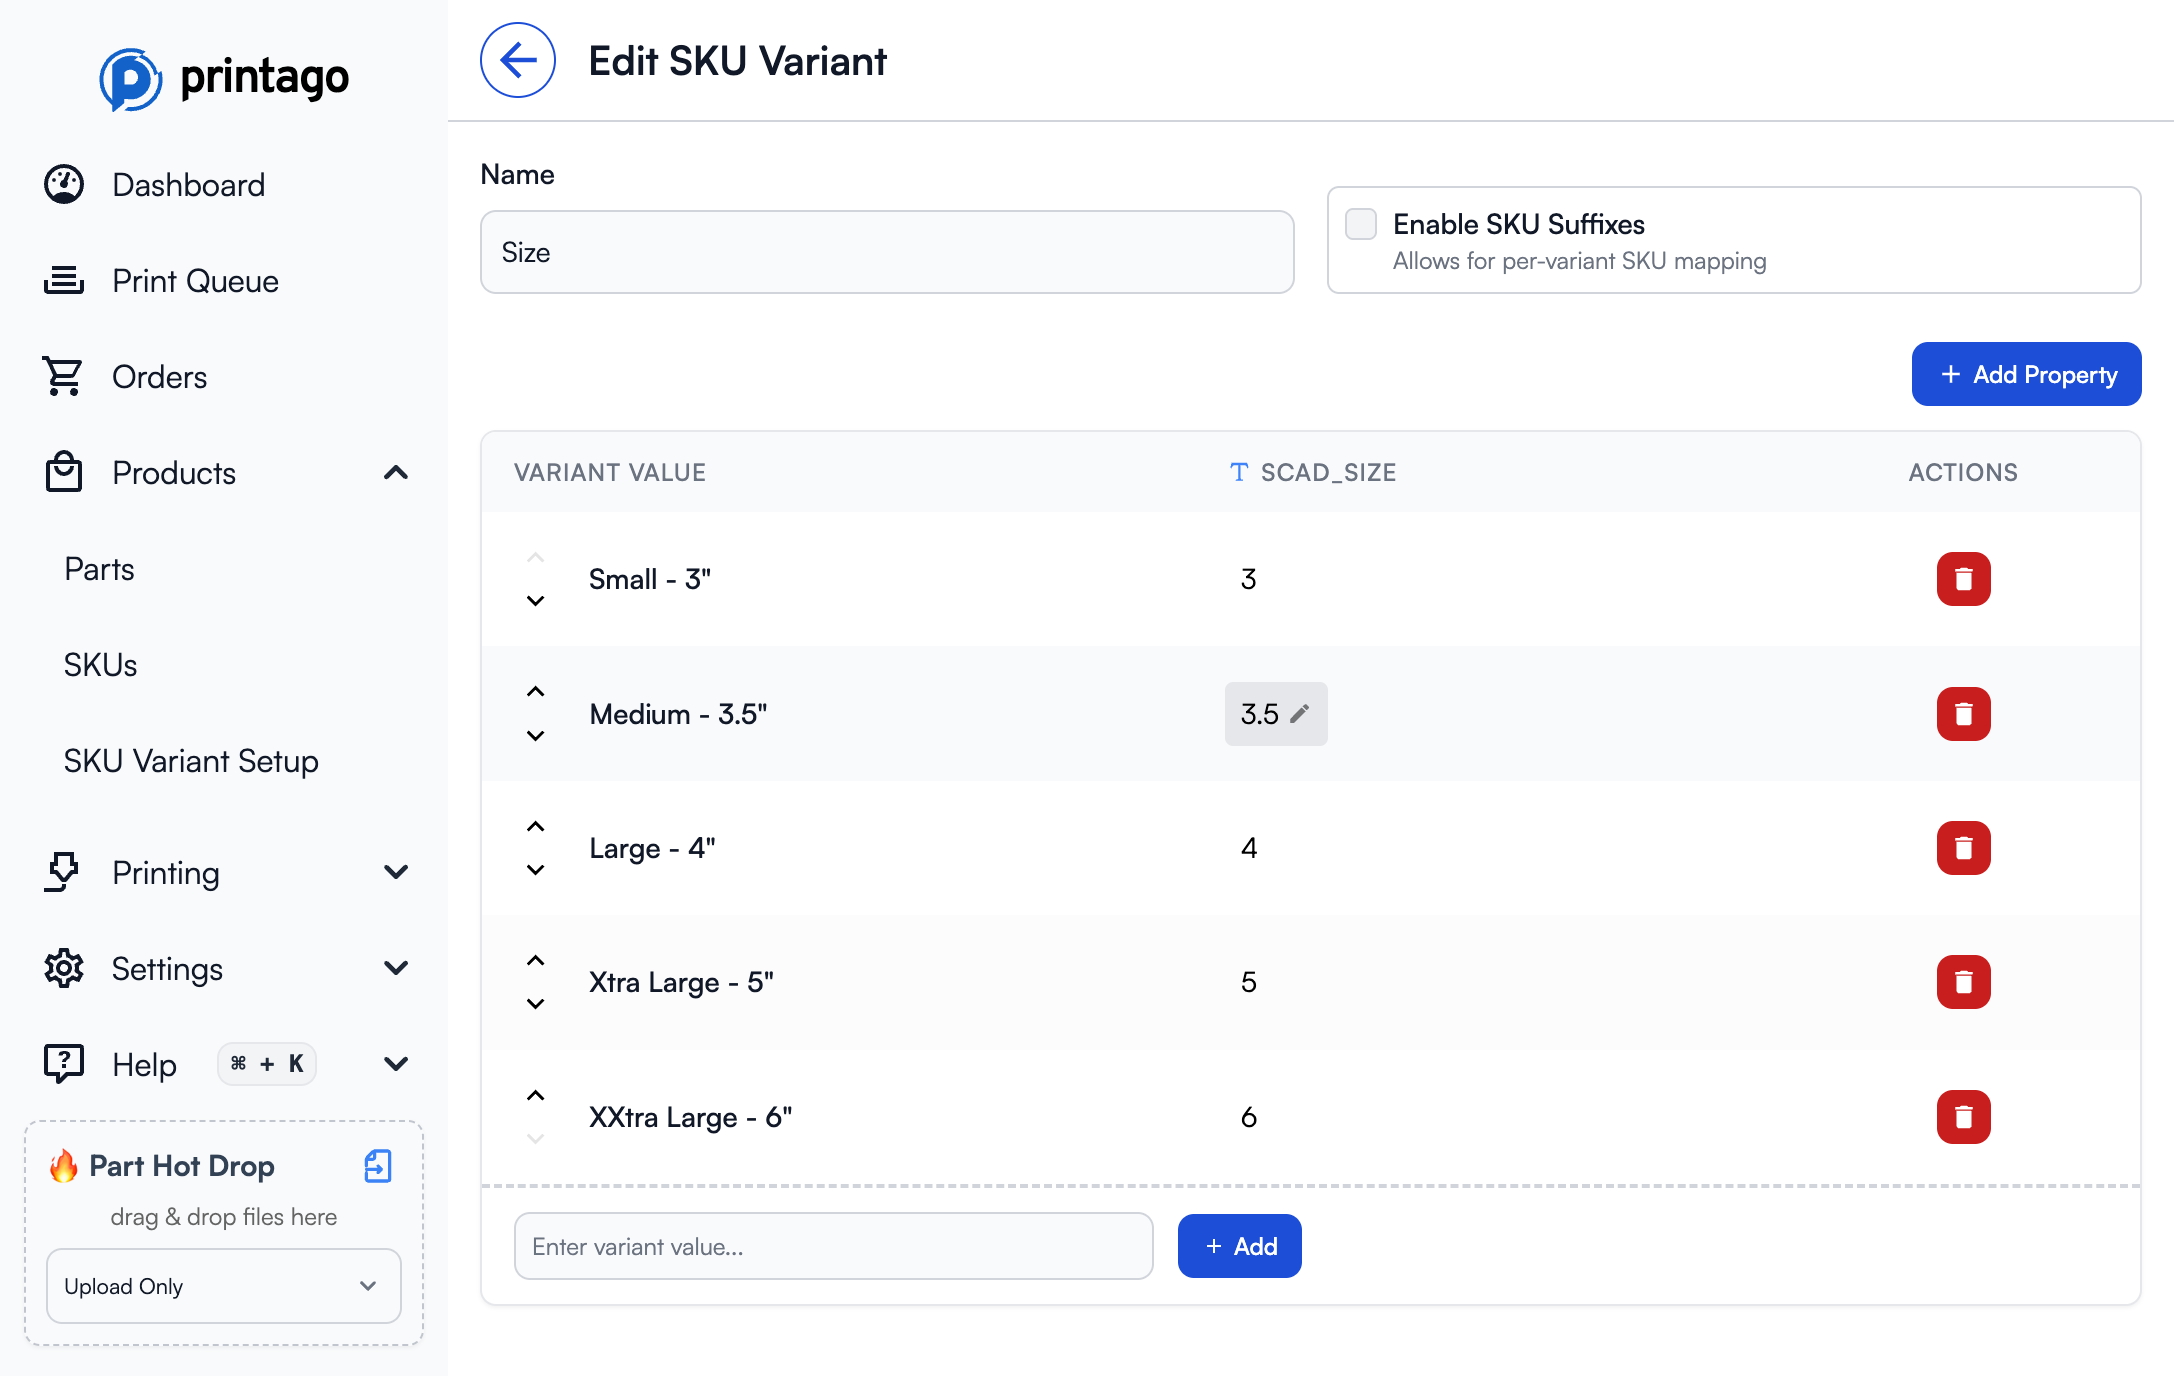 printago
Dashboard
Print Queue
Orders
Products
Parts
SKUs
SKU Variant Setup
Printing
Settings
Help ⌘ + K
🔥 Part Hot Drop
drag & drop files here
Upload Only
Edit SKU Variant
Name
Size
Enable SKU Suffixes
Allows for per-variant SKU mapping
+ Add Property
VARIANT VALUE SCAD_SIZE ACTIONS
Small - 3" 3
Medium - 3.5" 3.5
Large - 4" 4
Xtra Large - 5" 5
XXtra Large - 6" 6
Enter variant value... + Add